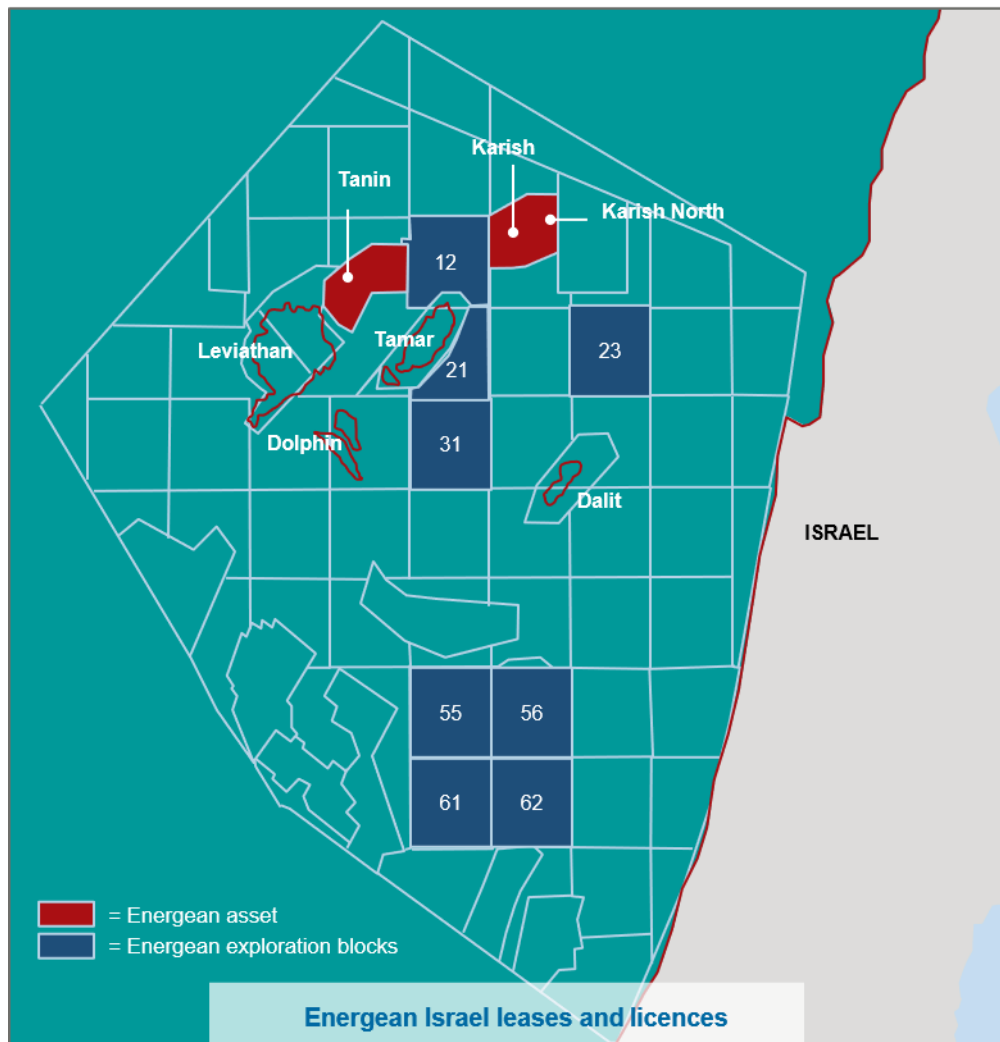 Karish
Tanin
Karish North
12
Tamar
Leviathan
21
23
Dolphin
31
Dalit
ISRAEL
55
56
61
62
= Energean asset
= Energean exploration blocks
Energean Israel leases and licences